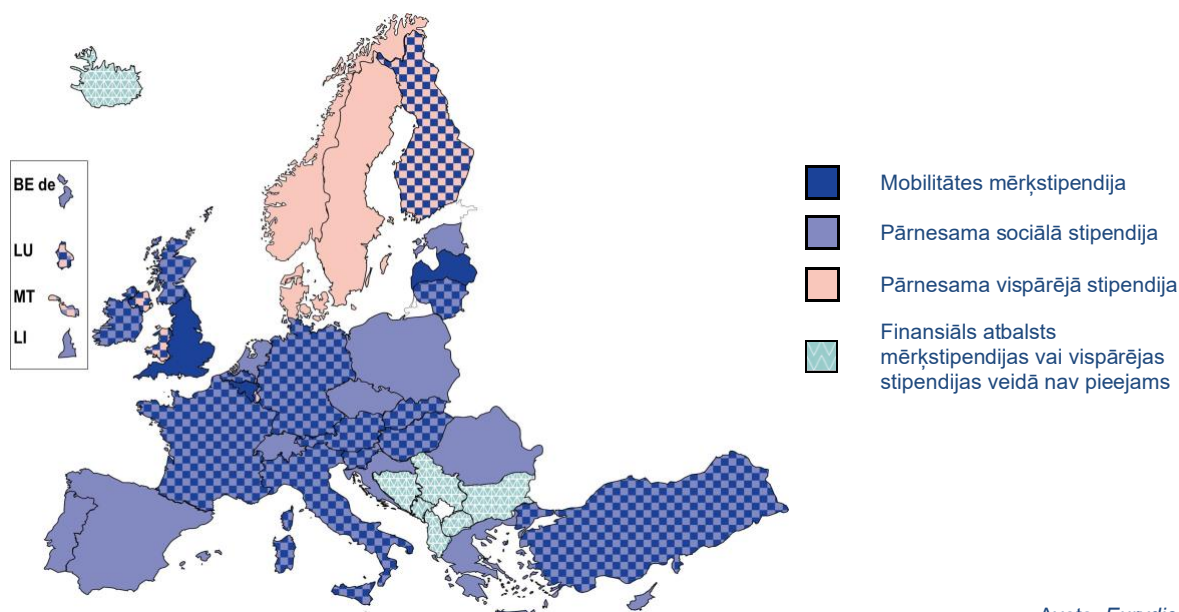 BE de
LU
MT
LI
Mobilitātes mērķstipendija
Pārnesama sociālā stipendija
Pārnesama vispārējā stipendija
Finansiāls atbalsts
mērķstipendijas vai vispārējas
stipendijas veidā nav pieejams